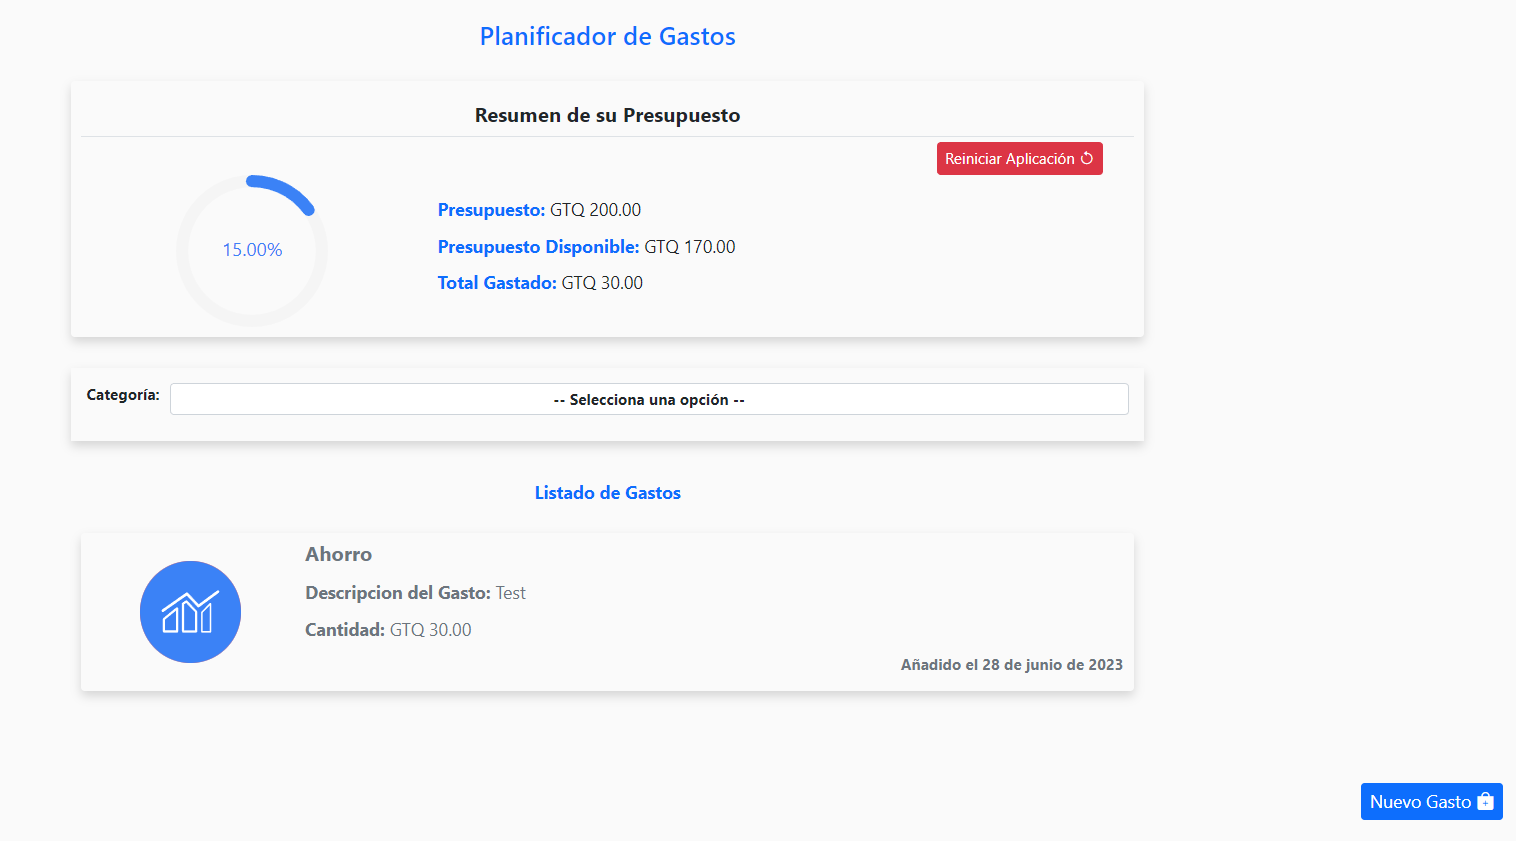 Planificador de Gastos
Resumen de su Presupuesto
Reiniciar Aplicación
15.00%
Presupuesto: GTQ 200.00
Presupuesto Disponible: GTQ 170.00
Total Gastado: GTQ 30.00
Categoría:
-- Selecciona una opción --
Listado de Gastos
Ahorro
Descripcion del Gasto: Test
Cantidad: GTQ 30.00
Añadido el 28 de junio de 2023
Nuevo Gasto